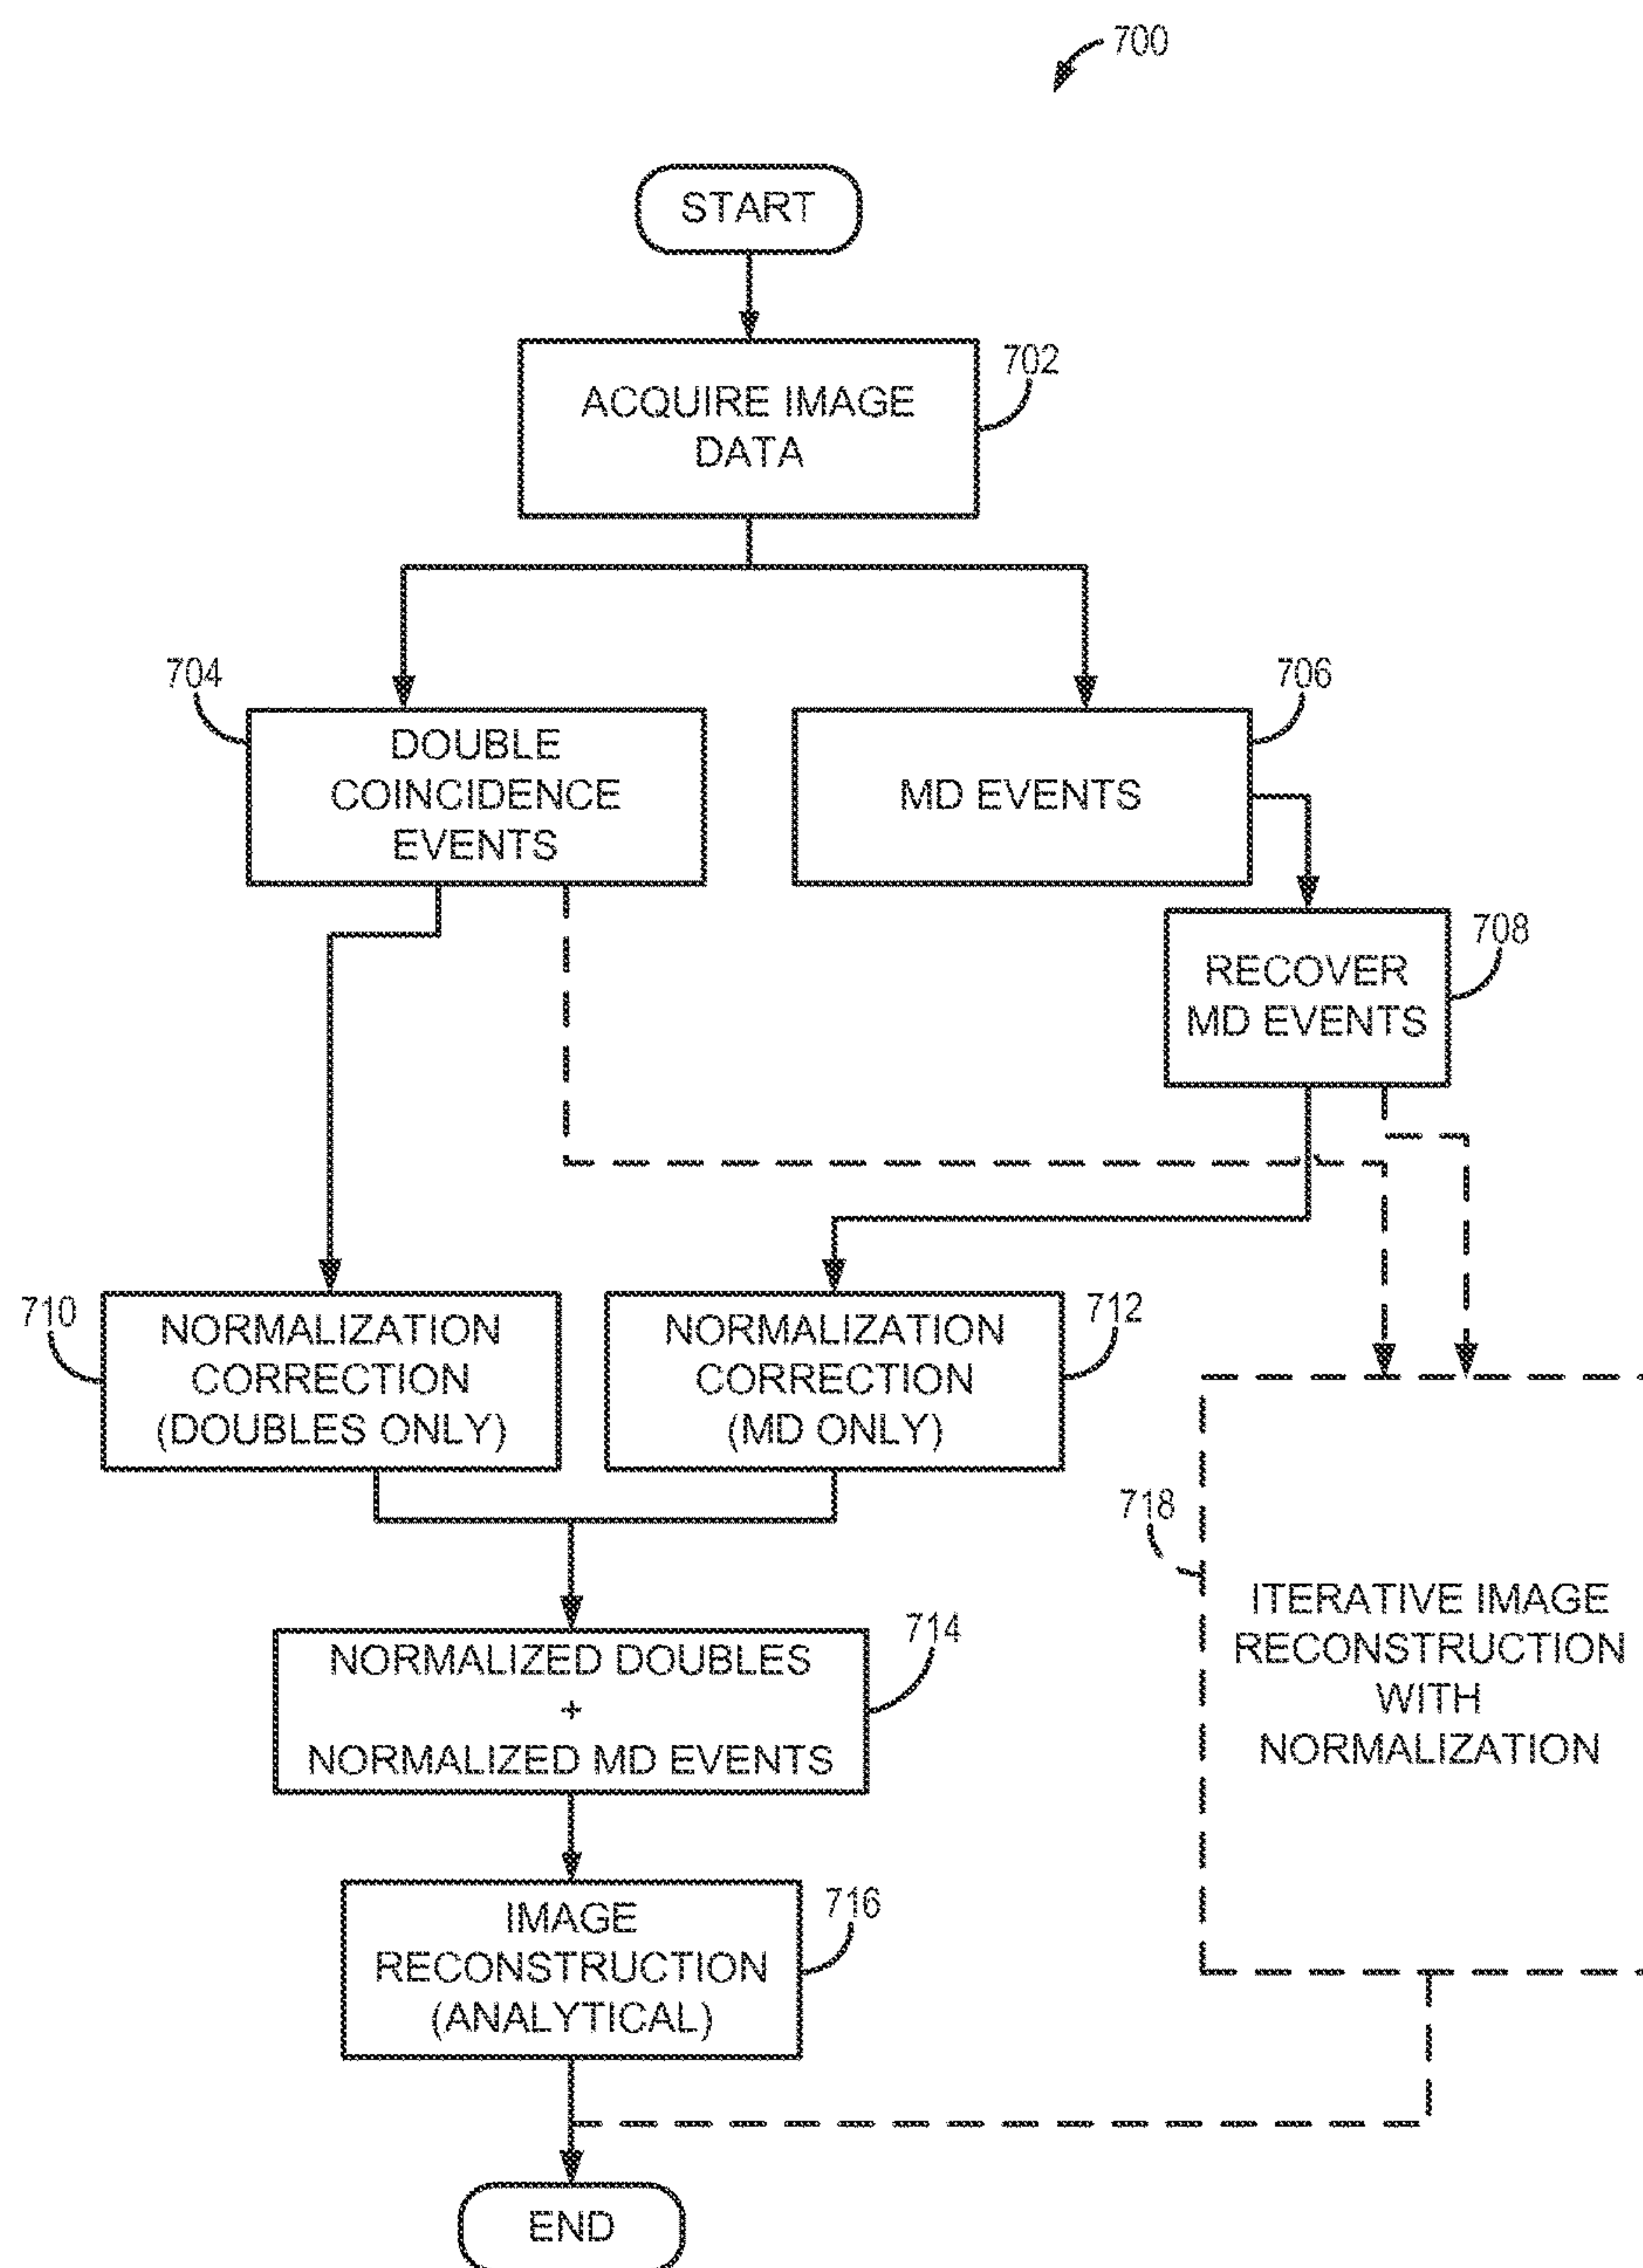 700
START
702
ACQUIRE IMAGE
DATA
704
DOUBLE
COINCIDENCE
EVENTS
706
MD EVENTS
708
RECOVER
MD EVENTS
710
NORMALIZATION
CORRECTION
(DOUBLES ONLY)
712
NORMALIZATION
CORRECTION
(MD ONLY)
718
ITERATIVE IMAGE
RECONSTRUCTION
WITH
NORMALIZATION
714
NORMALIZED DOUBLES
+
NORMALIZED MD EVENTS
716
IMAGE
RECONSTRUCTION
(ANALYTICAL)
END